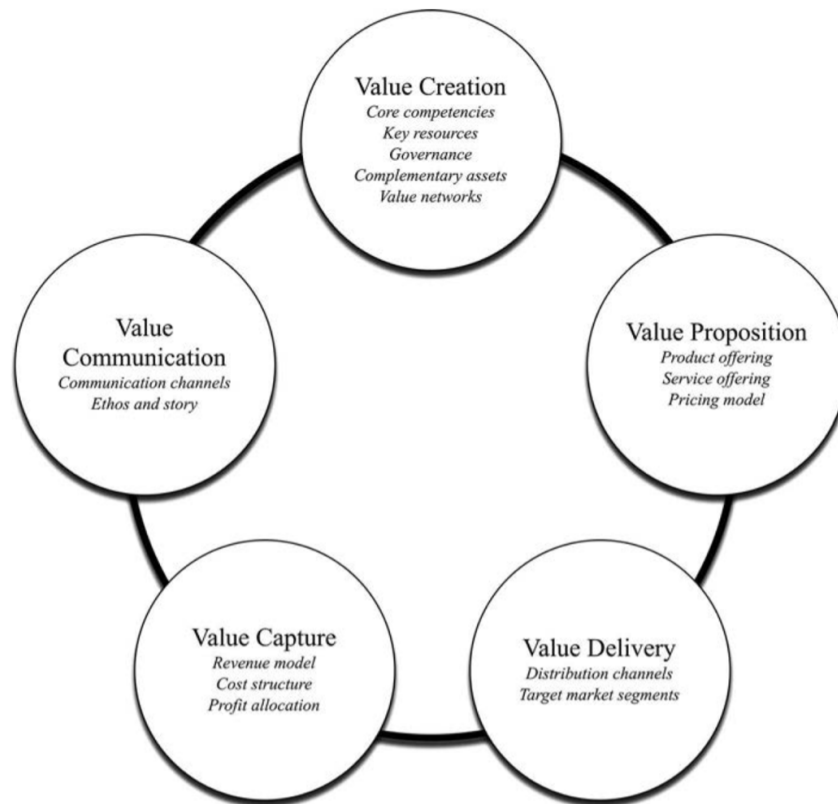 Value Creation
Core competencies
Key resources
Governance
Complementary assets
Value networks
Value
Communication
Communication channels
Ethos and story
Value Proposition
Product offering
Service offering
Pricing model
Value Capture
Revenue model
Cost structure
Profit allocation
Value Delivery
Distribution channels
Target market segments